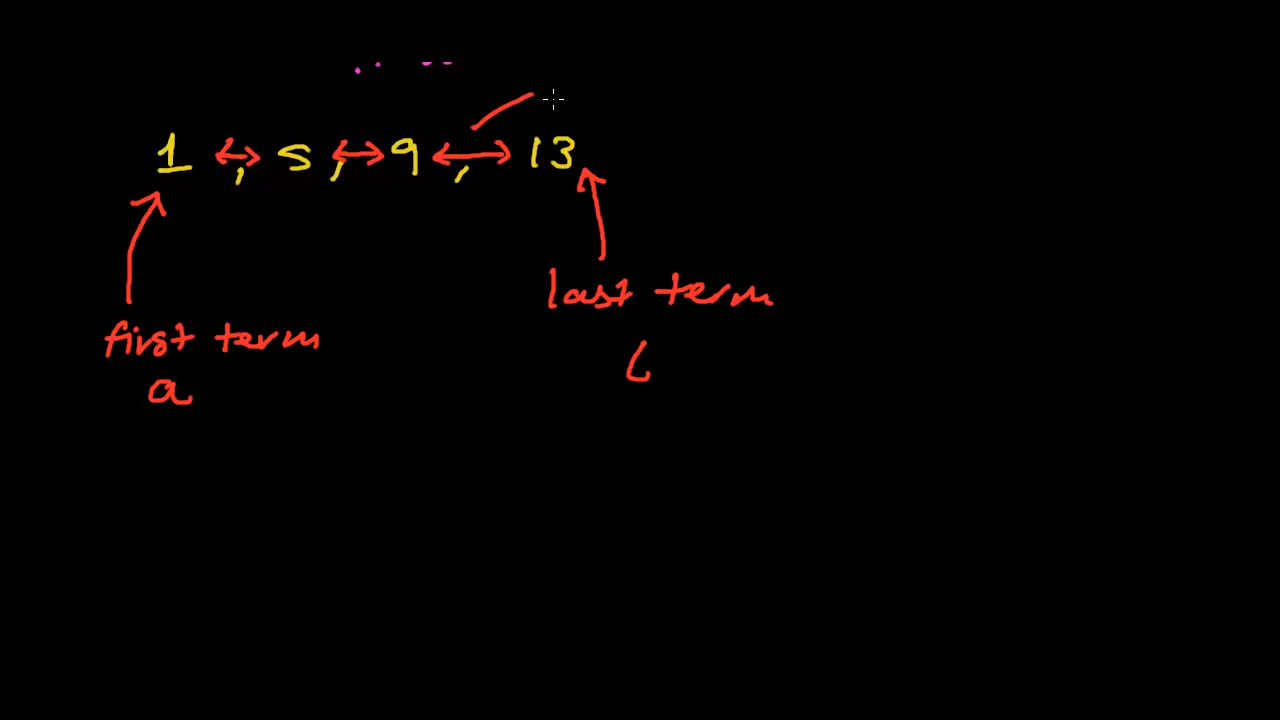 1 , 5 , 9 , 13
last term
first term
l
a